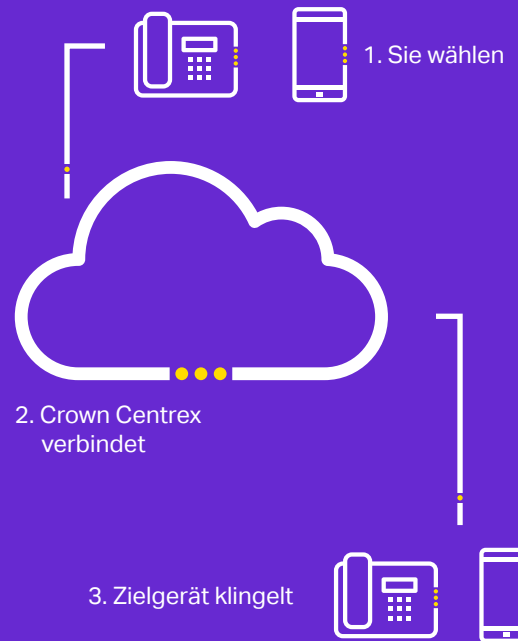 1. Sie wählen
2. Crown Centrex
verbindet
3. Zielgerät klingelt